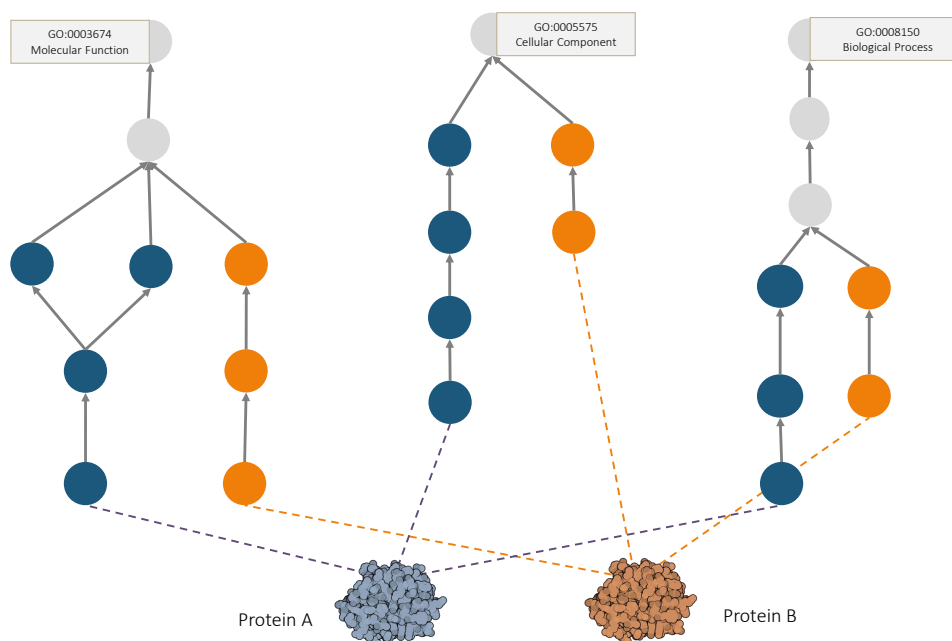 GO:0003674
Molecular Function
GO:0005575
Cellular Component
GO:0008150
Biological Process
Protein A
Protein B